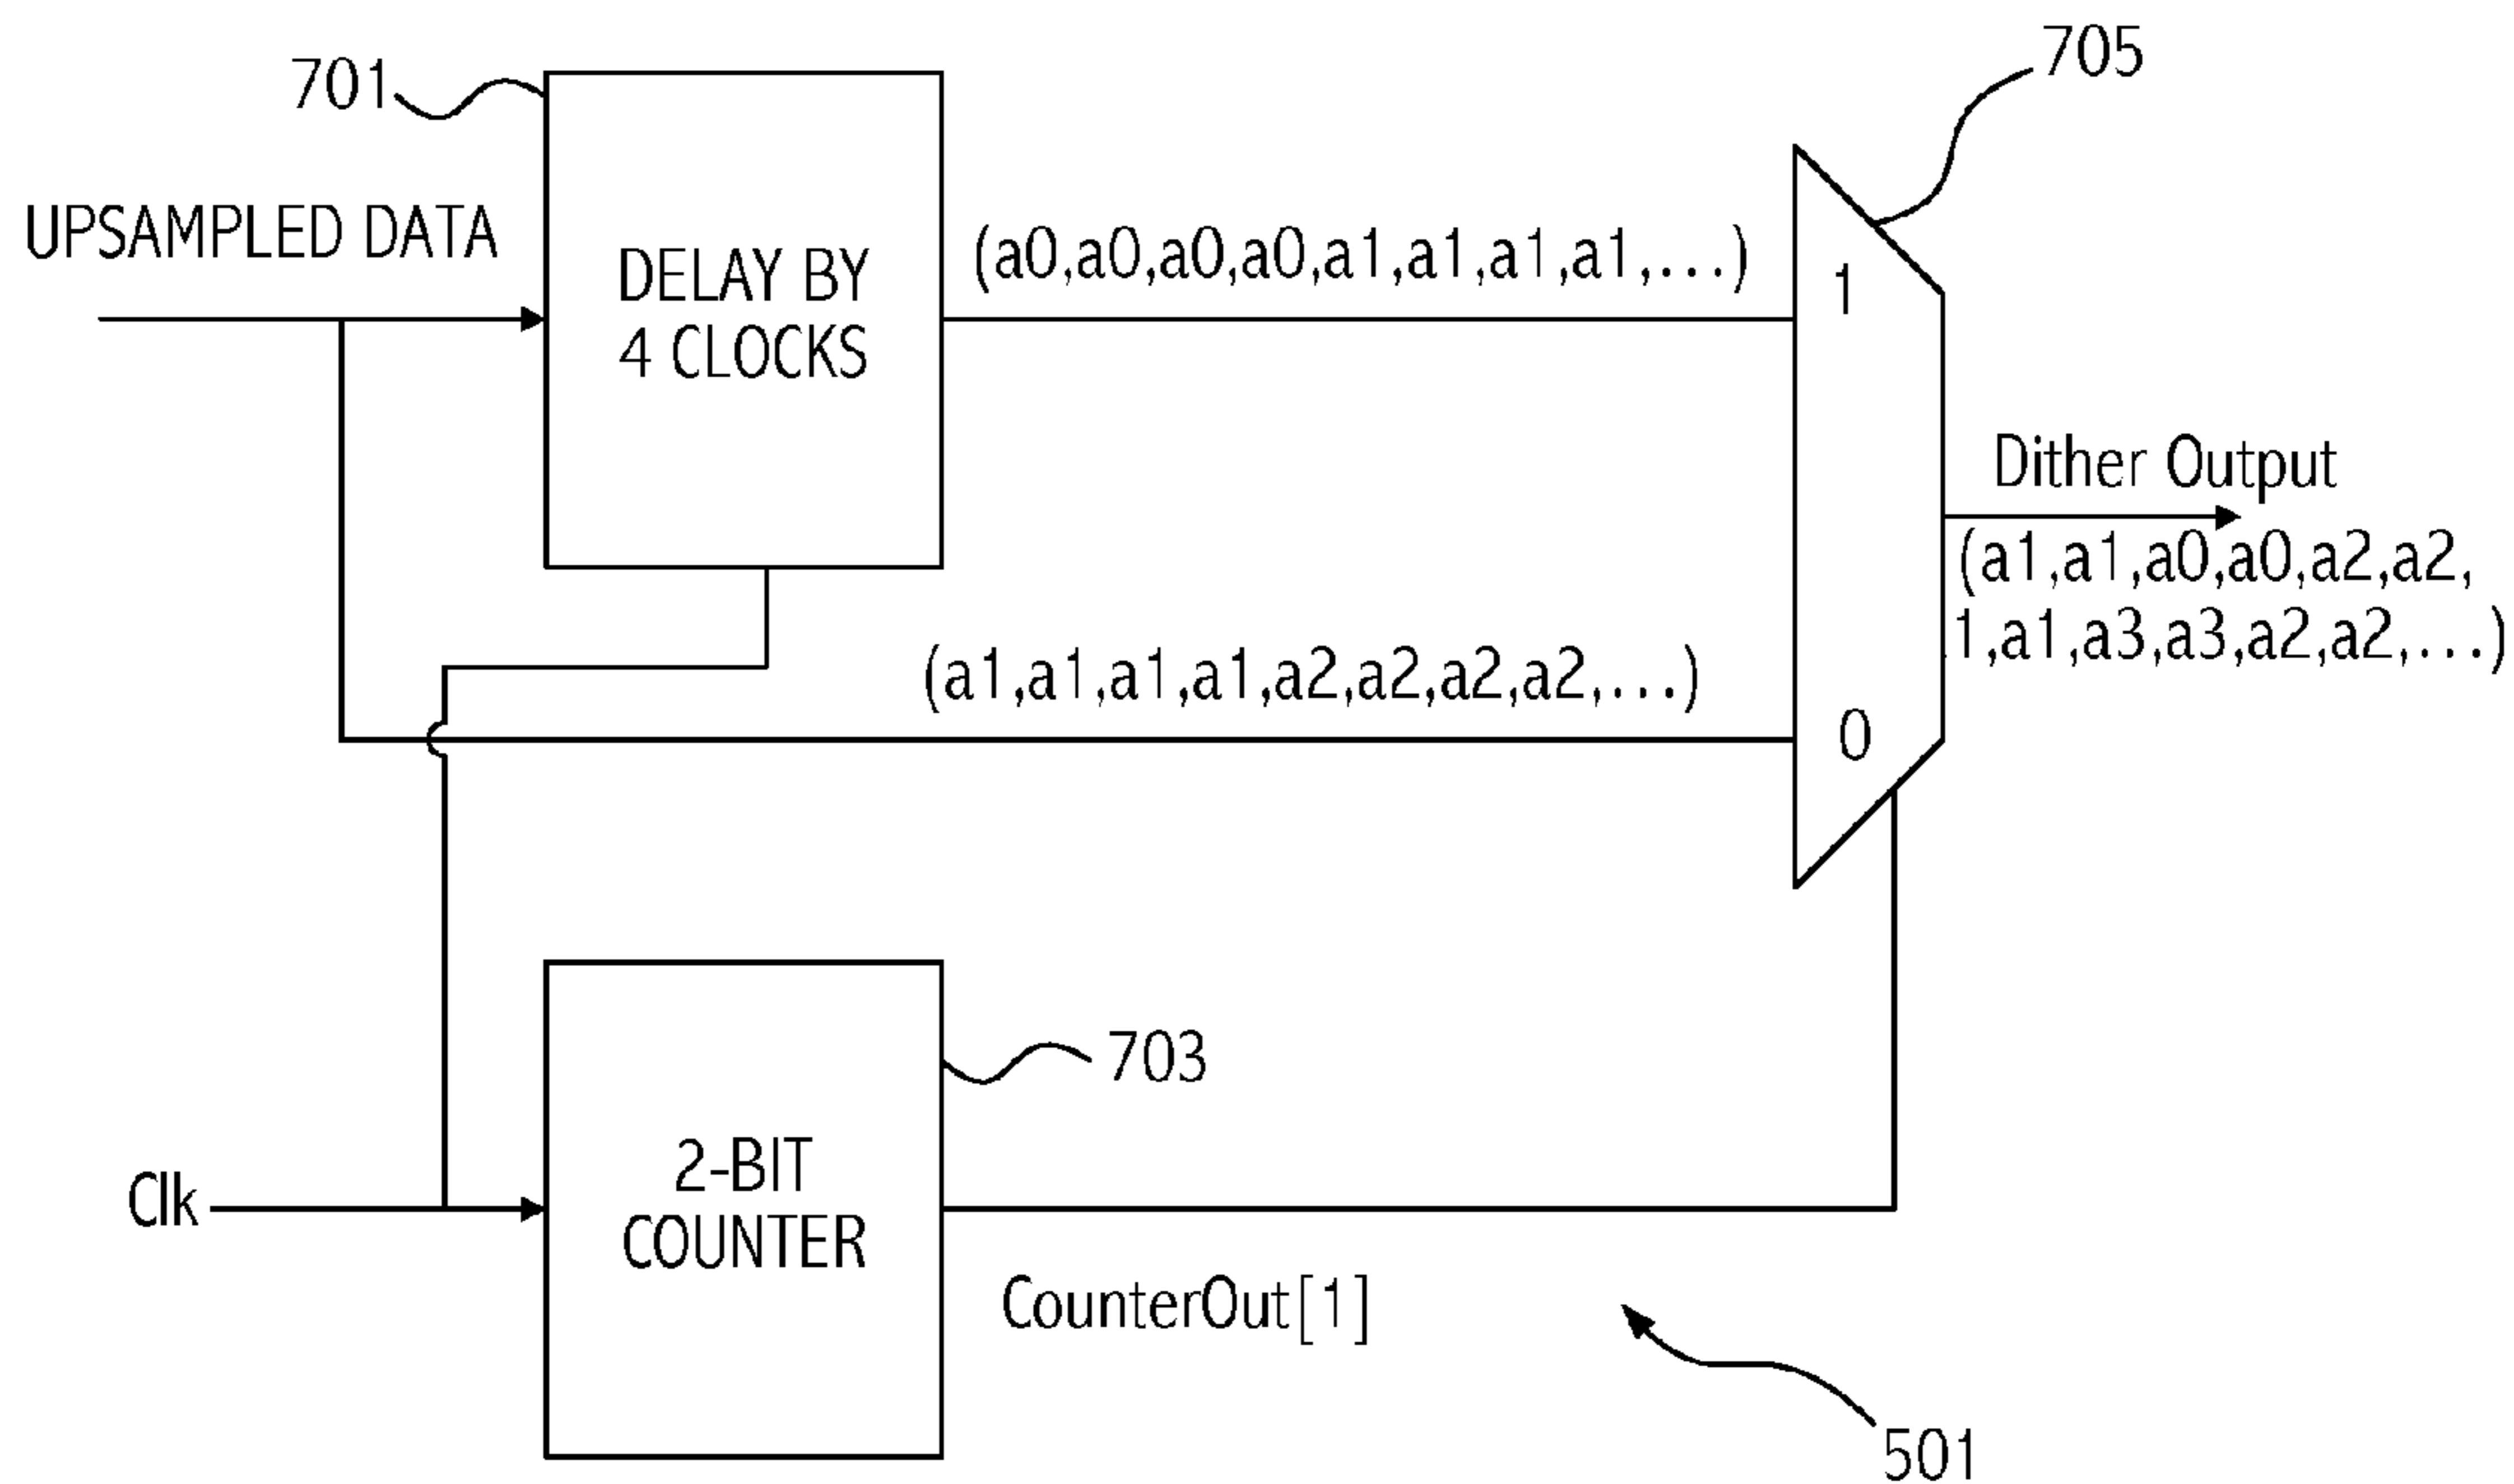 701
705
UPSAMPLED DATA
DELAY BY
4 CLOCKS
(a0,a0,a0,a0,a1,a1,a1,a1,...)
1
Dither Output
(a1,a1,a0,a0,a2,a2,
1,a1,a3,a3,a2,a2,...)
(a1,a1,a1,a1,a2,a2,a2,a2,...)
0
703
Clk
2-BIT
COUNTER
CounterOut[1]
501